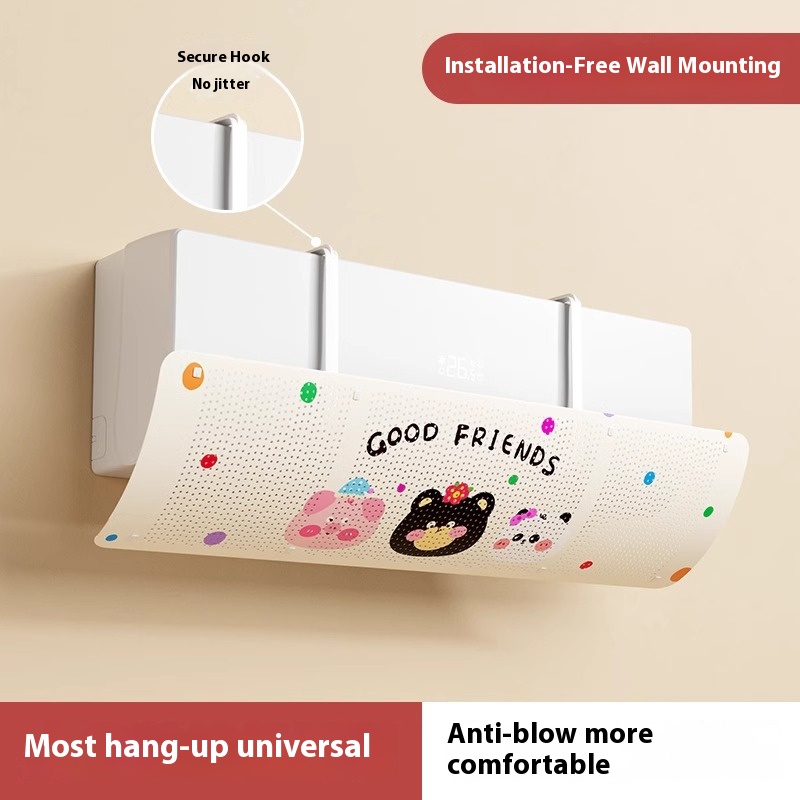 Secure Hook
No jitter
Installation-Free Wall Mounting
GOOD FRIENDS
Most hang-up universal
Anti-blow more
comfortable